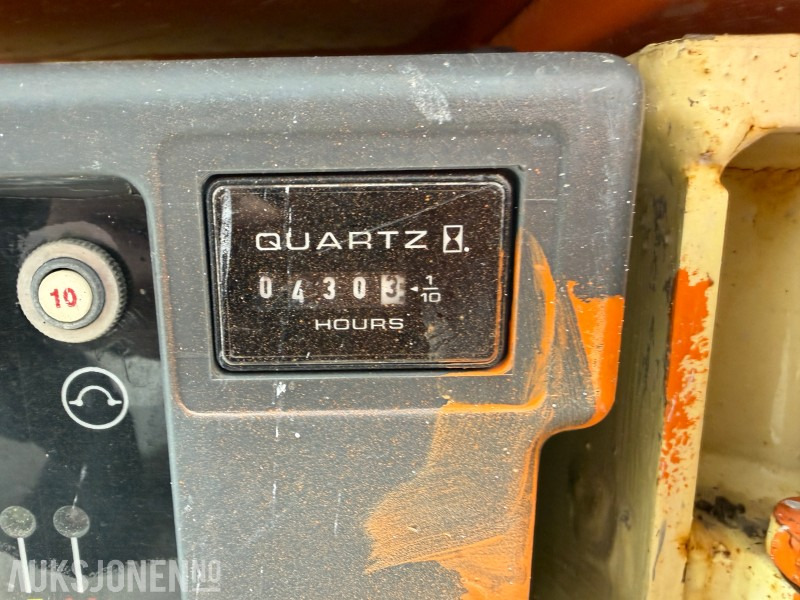 QUARTZ
04303 1/10
HOURS
10
AUKSJONEN.NO